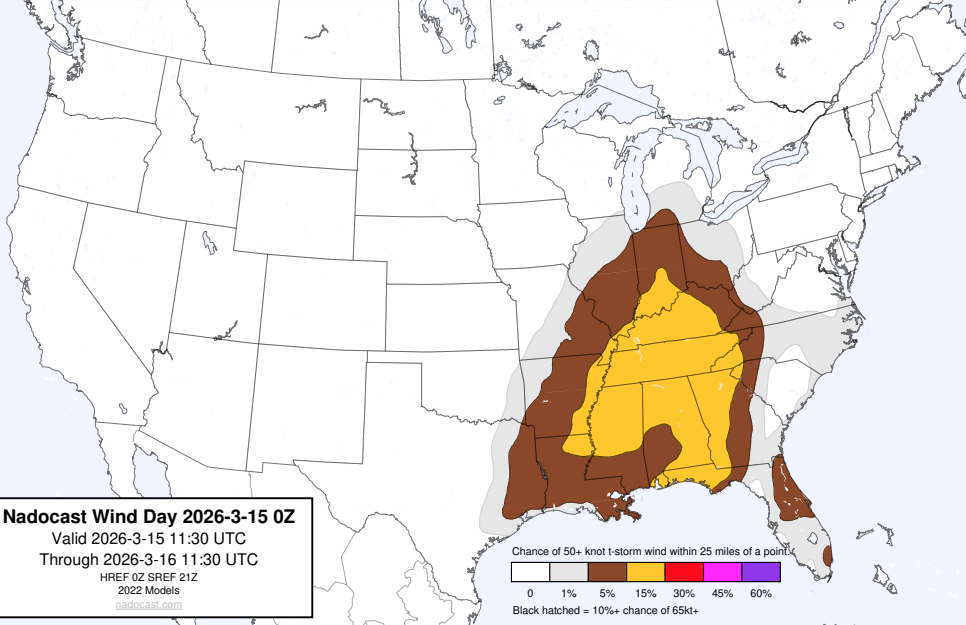 Nadocast Wind Day 2026-3-15 0Z
Valid 2026-3-15 11:30 UTC
Through 2026-3-16 11:30 UTC
HREF 0Z SREF 21Z
2022 Models
nadocast.com
Chance of 50+ knot t-storm wind within 25 miles of a point.
0 1% 5% 15% 30% 45% 60%
Black hatched = 10%+ chance of 65kt+